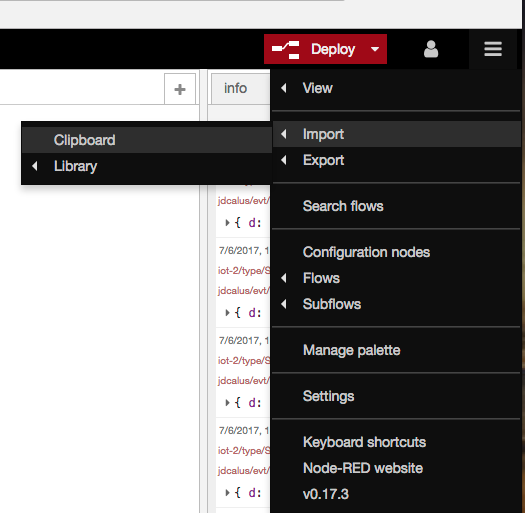 Deploy
info
View
Clipboard
Import
Library
Export
jdcalus/evt/
{ d:
Search flows
7/6/2017, 1
Configuration nodes
iot-2/type/S
Flows
jdcalus/evt/
Subflows
{ d:
7/6/2017, 1
Manage palette
iot-2/type/S
jdcalus/evt/
Settings
{ d:
7/6/2017, 1
Keyboard shortcuts
iot-2/type/S
Node-RED website
jdcalus/evt/
{ d:
v0.17.3